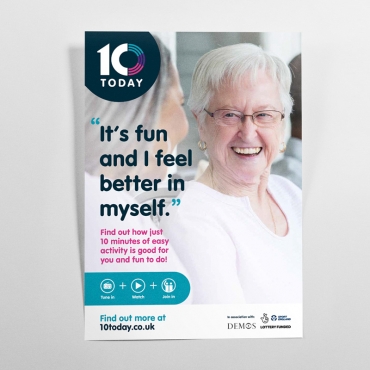 10
TODAY
“It's fun
and I feel
better in
myself.”
Find out how just
10 minutes of easy
activity is good for
you and fun to do!
Tune in + Watch + Join in
Find out more at
10today.co.uk
In association with:
DEMOS
SPORT
ENGLAND
LOTTERY FUNDED